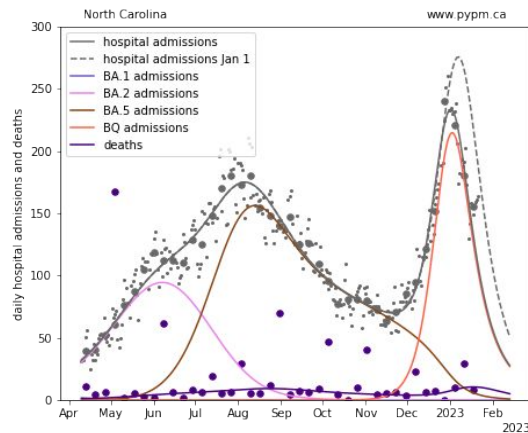 North Carolina www.pypm.ca
300
250
200
150
100
50
0
daily hospital admissions and deaths
hospital admissions
hospital admissions Jan 1
BA.1 admissions
BA.2 admissions
BA.5 admissions
BQ admissions
deaths
Apr May Jun Jul Aug Sep Oct Nov Dec 2023 Feb
2023